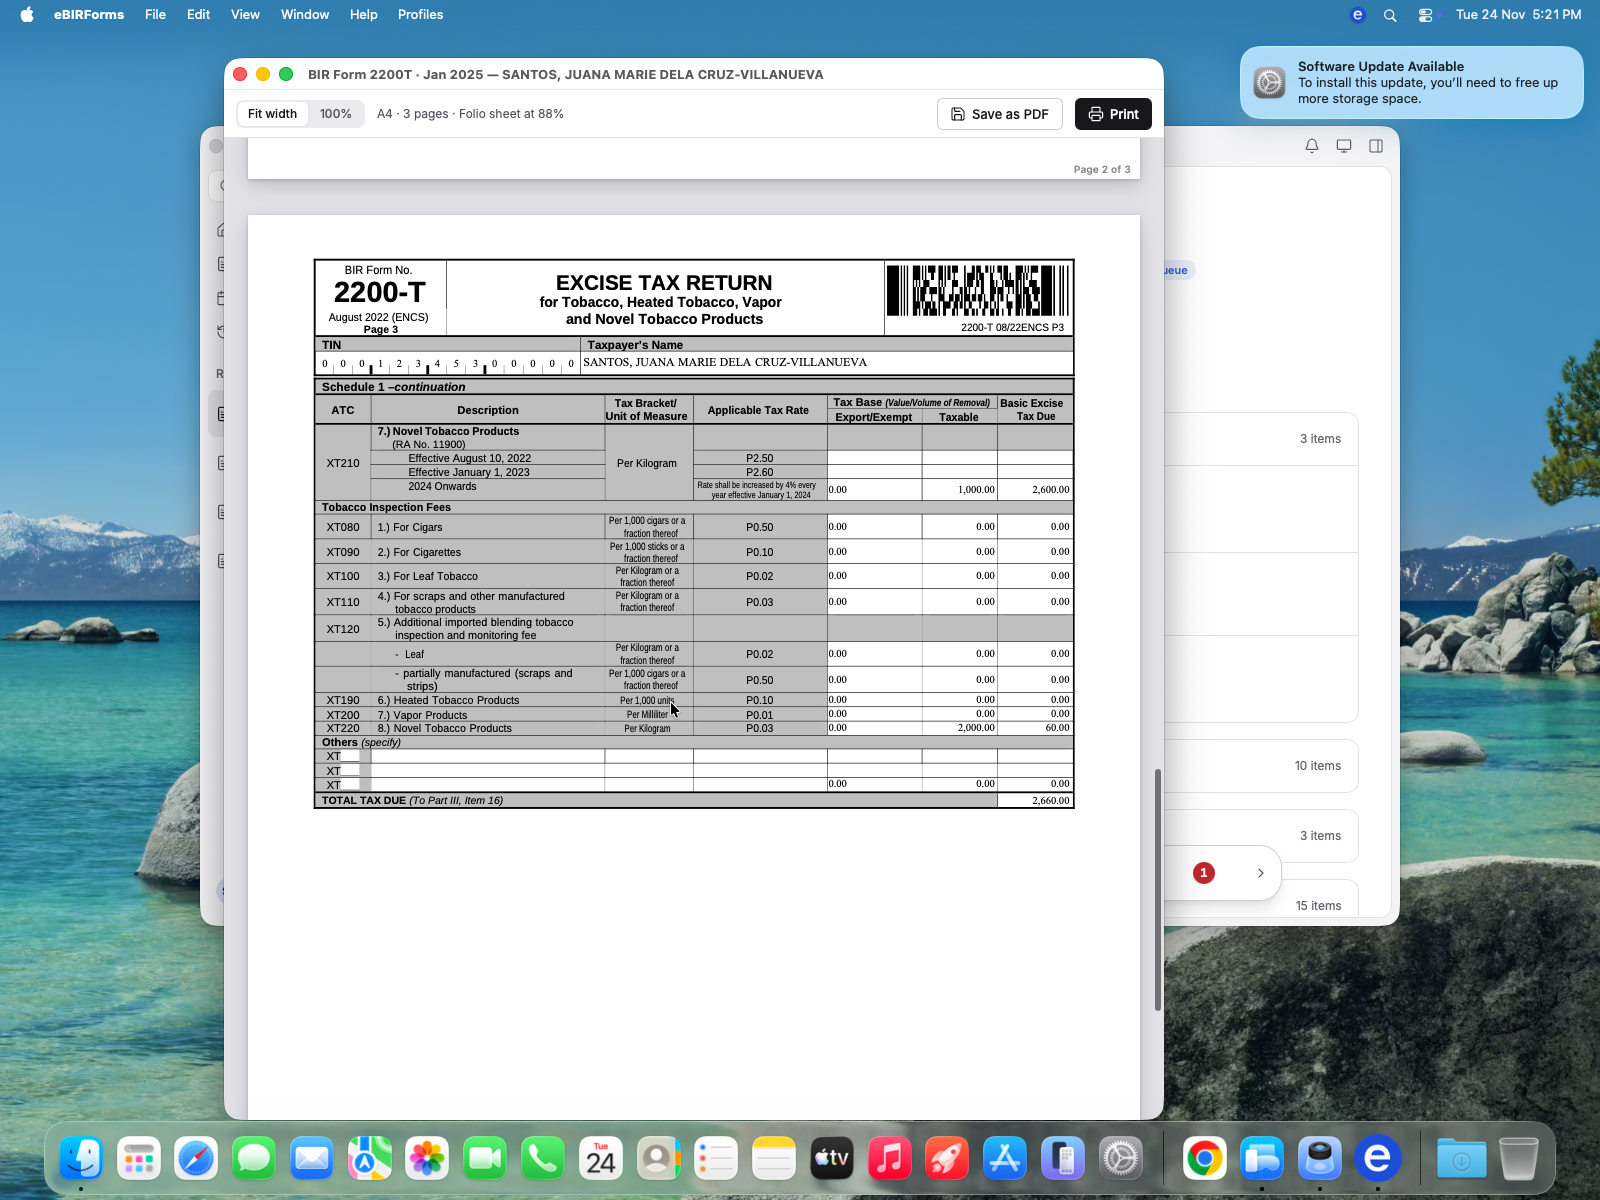 eBIRForms File Edit View Window Help Profiles
e Tue 24 Nov 5:21 PM
Software Update Available
To install this update, you'll need to free up
more storage space.
BIR Form 2200T · Jan 2025 — SANTOS, JUANA MARIE DELA CRUZ-VILLANUEVA
Fit width 100% A4 · 3 pages · Folio sheet at 88% Save as PDF Print
Page 2 of 3
BIR Form No.
2200-T
August 2022 (ENCS)
Page 3
EXCISE TAX RETURN
for Tobacco, Heated Tobacco, Vapor
and Novel Tobacco Products
2200-T 08/22ENCS P3
TIN Taxpayer's Name
0 0 0 1 2 3 4 5 3 0 0 0 0 0 SANTOS, JUANA MARIE DELA CRUZ-VILLANUEVA
Schedule 1 –continuation
ATC Description Tax Bracket/ Unit of Measure Applicable Tax Rate Tax Base (Value/Volume of Removal) Export/Exempt Taxable Basic Excise Tax Due
7.) Novel Tobacco Products
(RA No. 11900)
XT210 Per Kilogram
Effective August 10, 2022 P2.50
Effective January 1, 2023 P2.60
2024 Onwards Rate shall be increased by 4% every year effective January 1, 2024 0.00 1,000.00 2,600.00
Tobacco Inspection Fees
XT080 1.) For Cigars Per 1,000 cigars or a fraction thereof P0.50 0.00 0.00 0.00
XT090 2.) For Cigarettes Per 1,000 sticks or a fraction thereof P0.10 0.00 0.00 0.00
XT100 3.) For Leaf Tobacco Per Kilogram or a fraction thereof P0.02 0.00 0.00 0.00
XT110 4.) For scraps and other manufactured tobacco products Per Kilogram or a fraction thereof P0.03 0.00 0.00 0.00
XT120 5.) Additional imported blending tobacco inspection and monitoring fee
- Leaf Per Kilogram or a fraction thereof P0.02 0.00 0.00 0.00
- partially manufactured (scraps and strips) Per 1,000 cigars or a fraction thereof P0.50 0.00 0.00 0.00
XT190 6.) Heated Tobacco Products Per 1,000 units P0.10 0.00 0.00 0.00
XT200 7.) Vapor Products Per Milliliter P0.01 0.00 0.00 0.00
XT220 8.) Novel Tobacco Products Per Kilogram P0.03 0.00 2,000.00 60.00
Others (specify)
XT
XT
XT 0.00 0.00 0.00
TOTAL TAX DUE (To Part III, Item 16) 2,660.00
3 items
10 items
3 items
1
15 items
Tue
24
tv
e